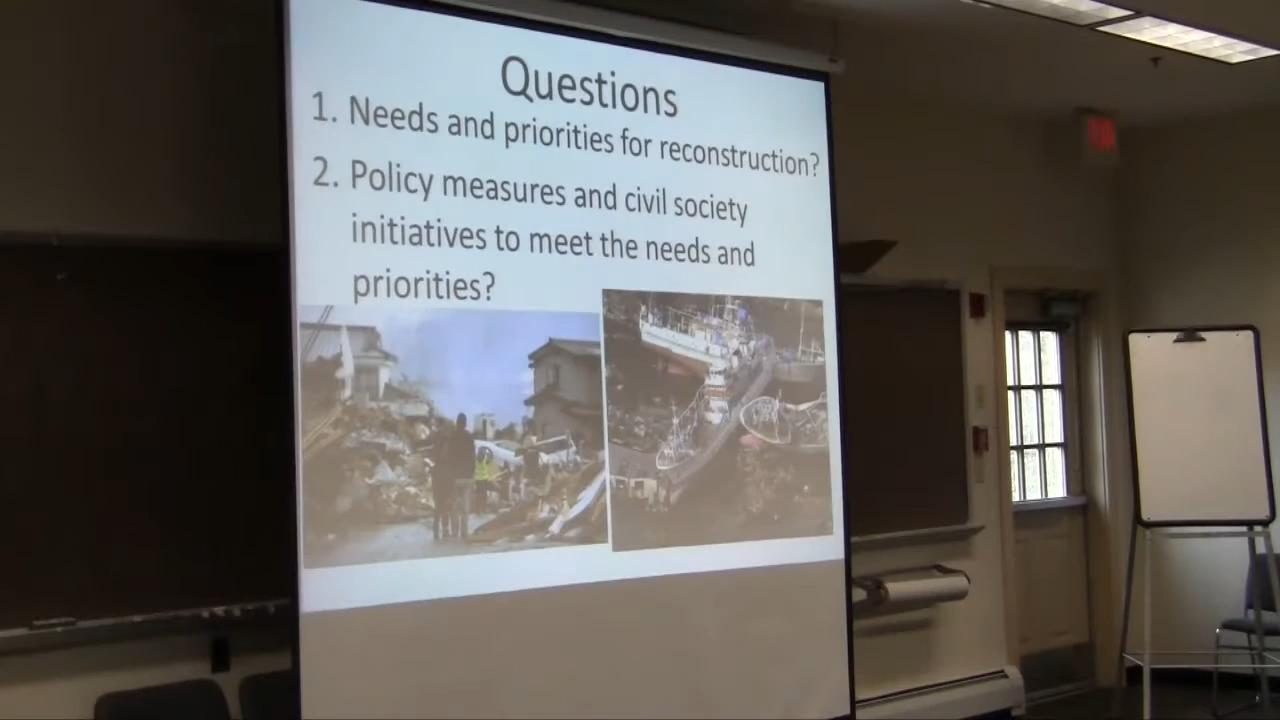 Questions
1. Needs and priorities for reconstruction?
2. Policy measures and civil society
initiatives to meet the needs and
priorities?